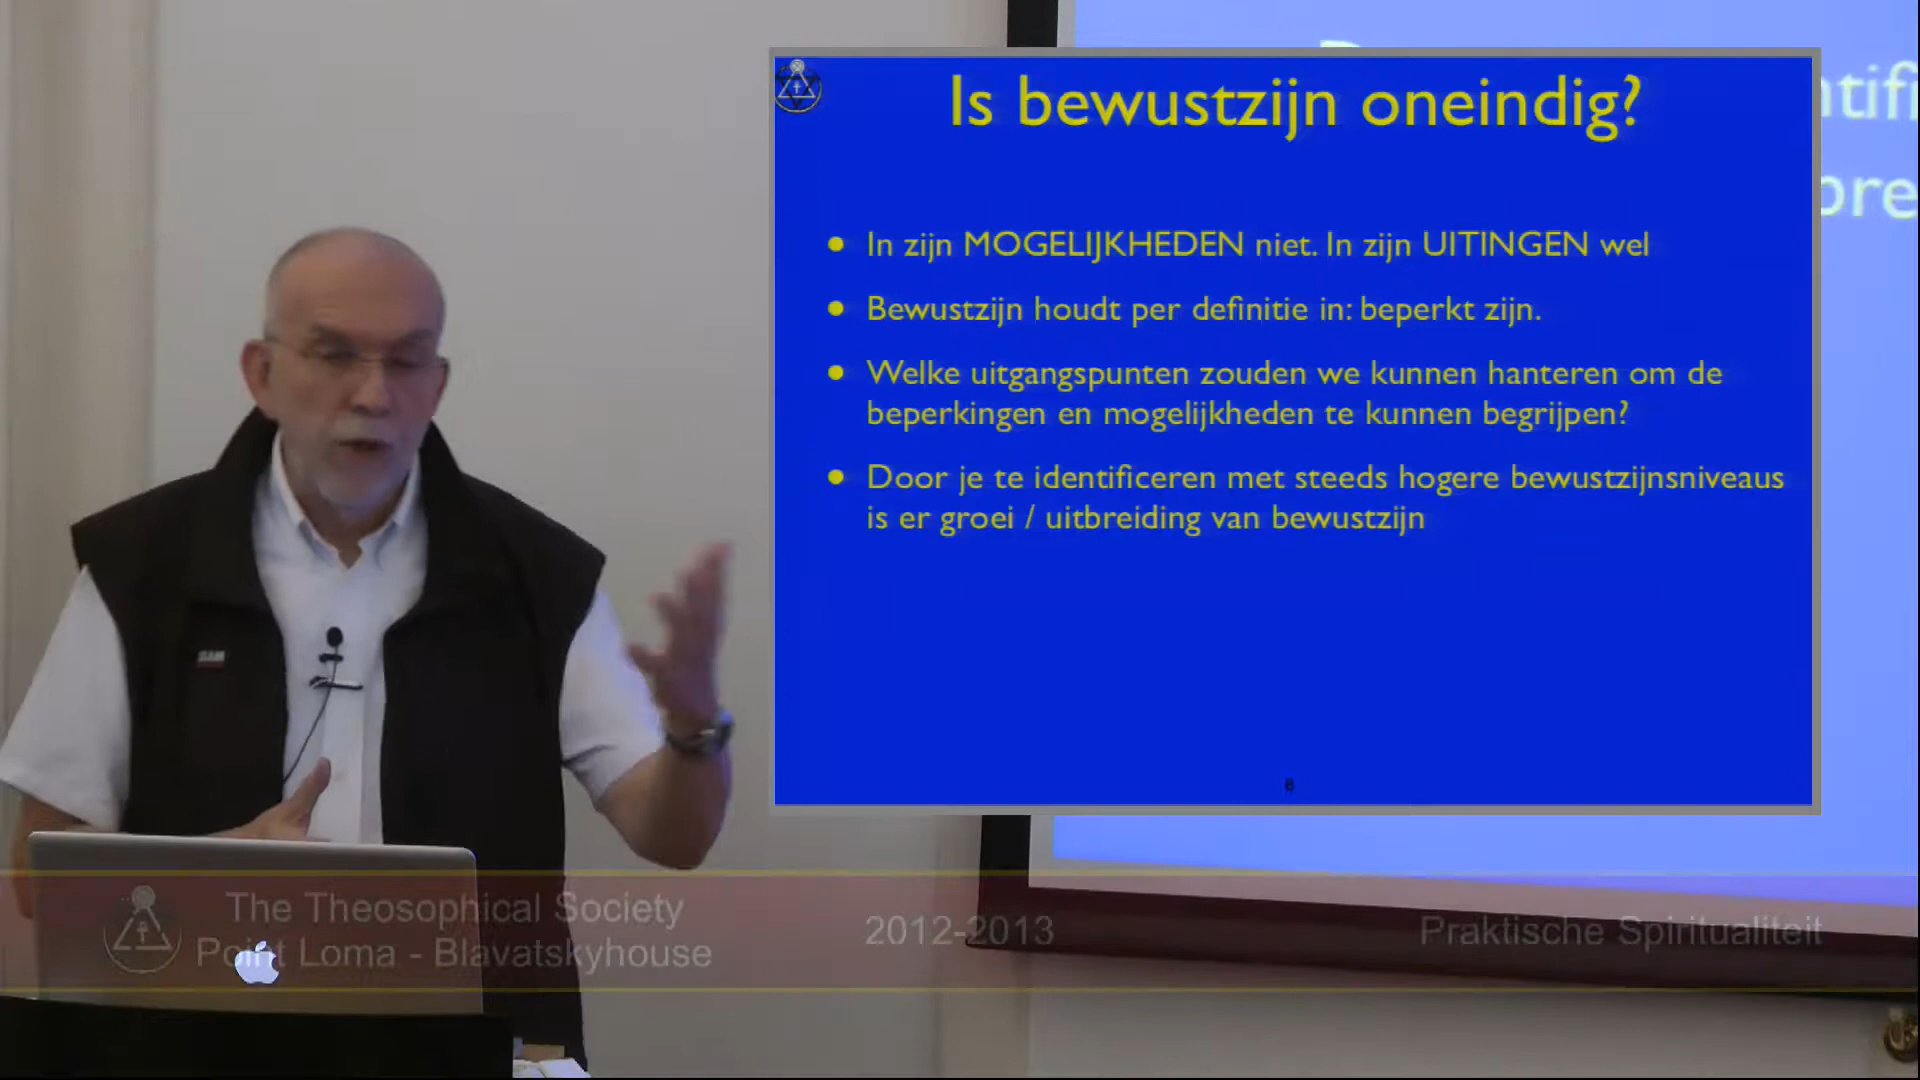 Is bewustzijn oneindig?
In zijn MOGELIJKHEDEN niet. In zijn UITINGEN wel
Bewustzijn houdt per definitie in: beperkt zijn.
Welke uitgangspunten zouden we kunnen hanteren om de
beperkingen en mogelijkheden te kunnen begrijpen?
Door je te identificeren met steeds hogere bewustzijnsniveaus
is er groei / uitbreiding van bewustzijn
The Theosophical Society
Point Loma - Blavatskyhouse
2012-2013
Praktische Spiritualiteit